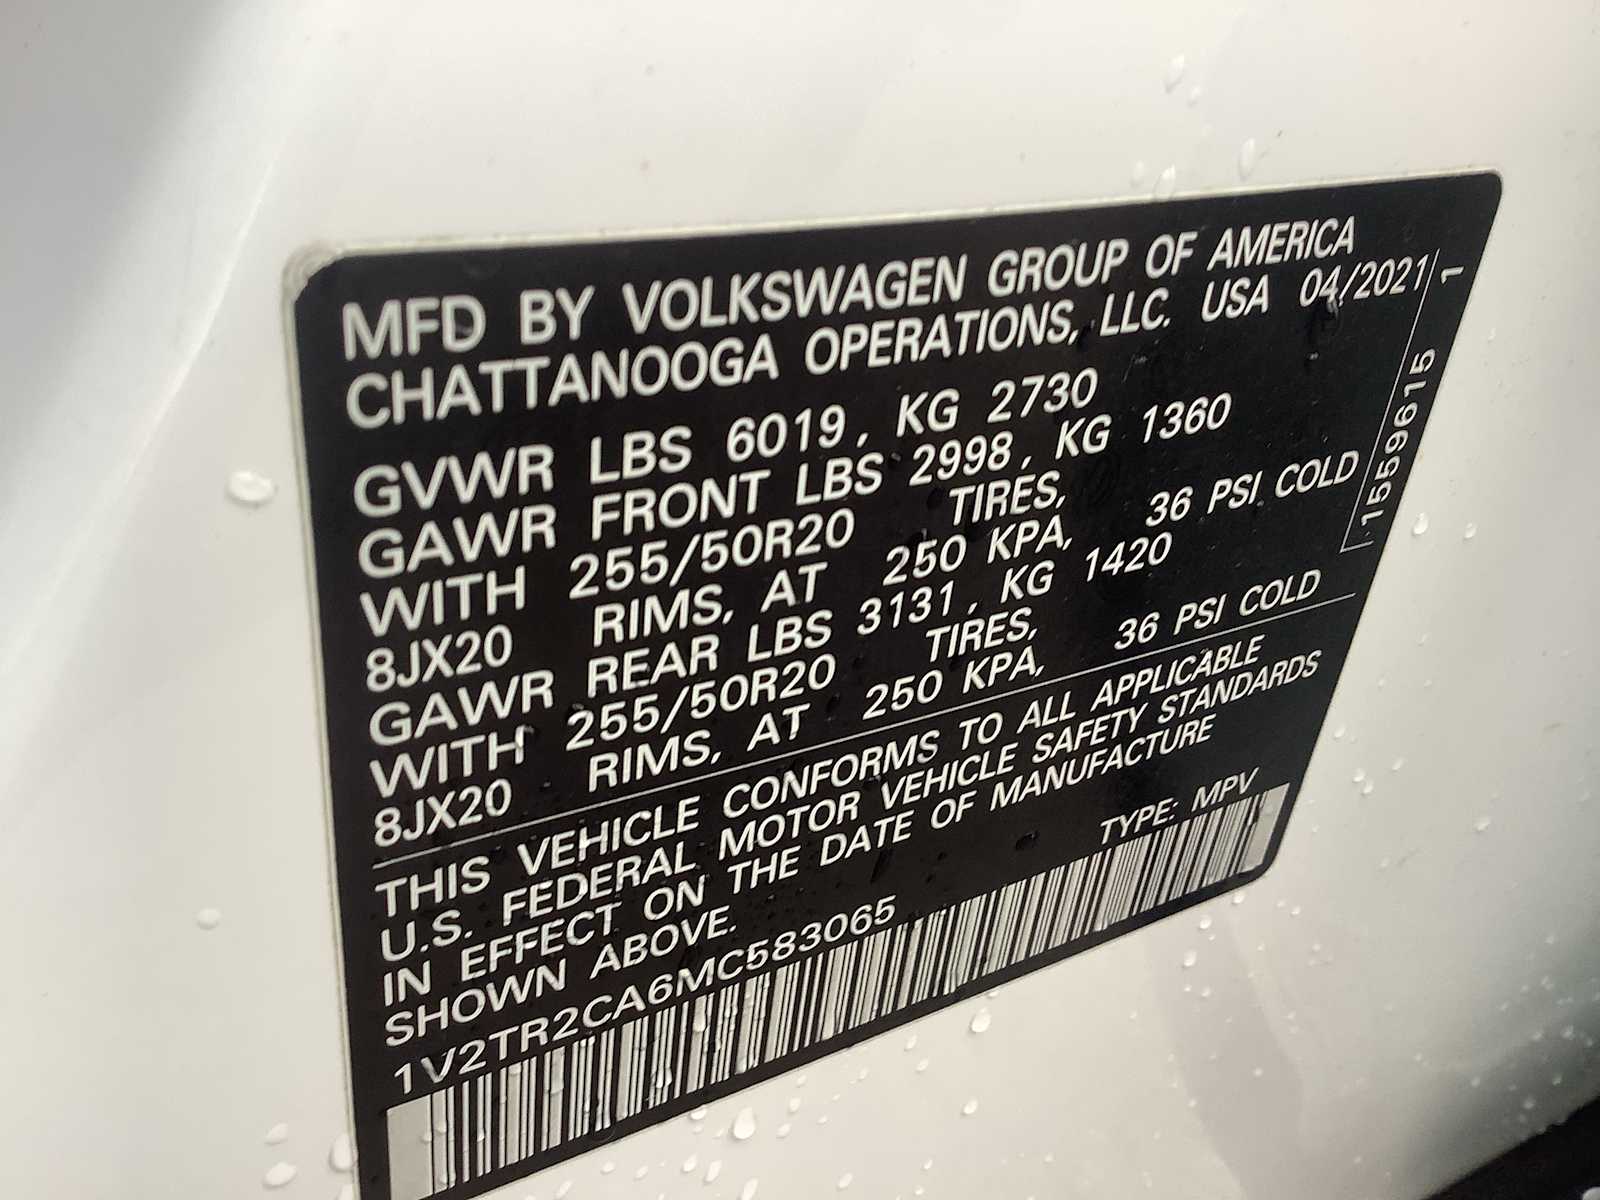 MFD BY VOLKSWAGEN GROUP OF AMERICA
CHATTANOOGA OPERATIONS, LLC. USA 04/2021
GVWR LBS 6019, KG 2730
GAWR FRONT LBS 2998, KG 1360
WITH 255/50R20 TIRES,
8JX20 RIMS, AT 250 KPA, 36 PSI COLD
GAWR REAR LBS 3131, KG 1420
WITH 255/50R20 TIRES,
8JX20 RIMS, AT 250 KPA, 36 PSI COLD
THIS VEHICLE CONFORMS TO ALL APPLICABLE
U.S. FEDERAL MOTOR VEHICLE SAFETY STANDARDS
IN EFFECT ON THE DATE OF MANUFACTURE
SHOWN ABOVE.
TYPE: MPV
1V2TR2CA6MC583065
1559615 1